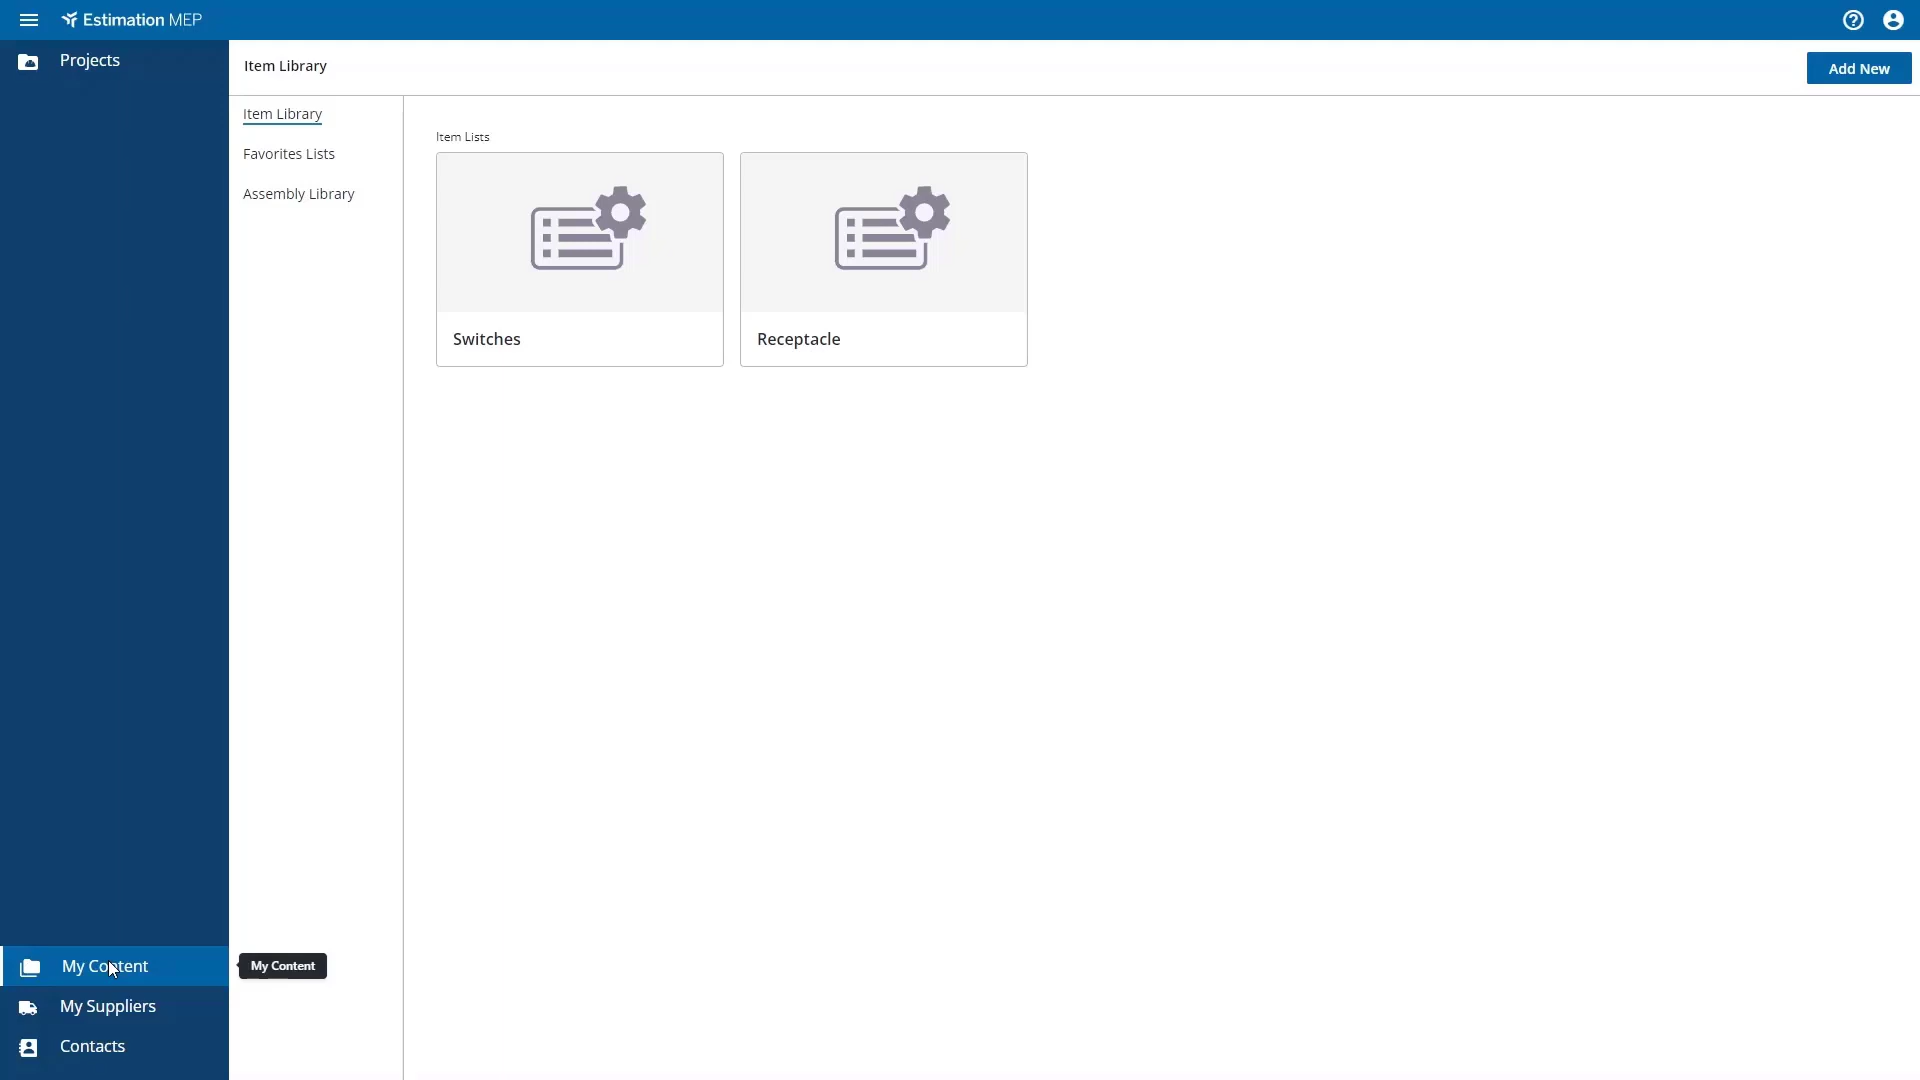 Estimation MEP
Projects
Item Library
Add New
Item Library
Favorites Lists
Assembly Library
Item Lists
Switches
Receptacle
My Content
My Content
My Suppliers
Contacts